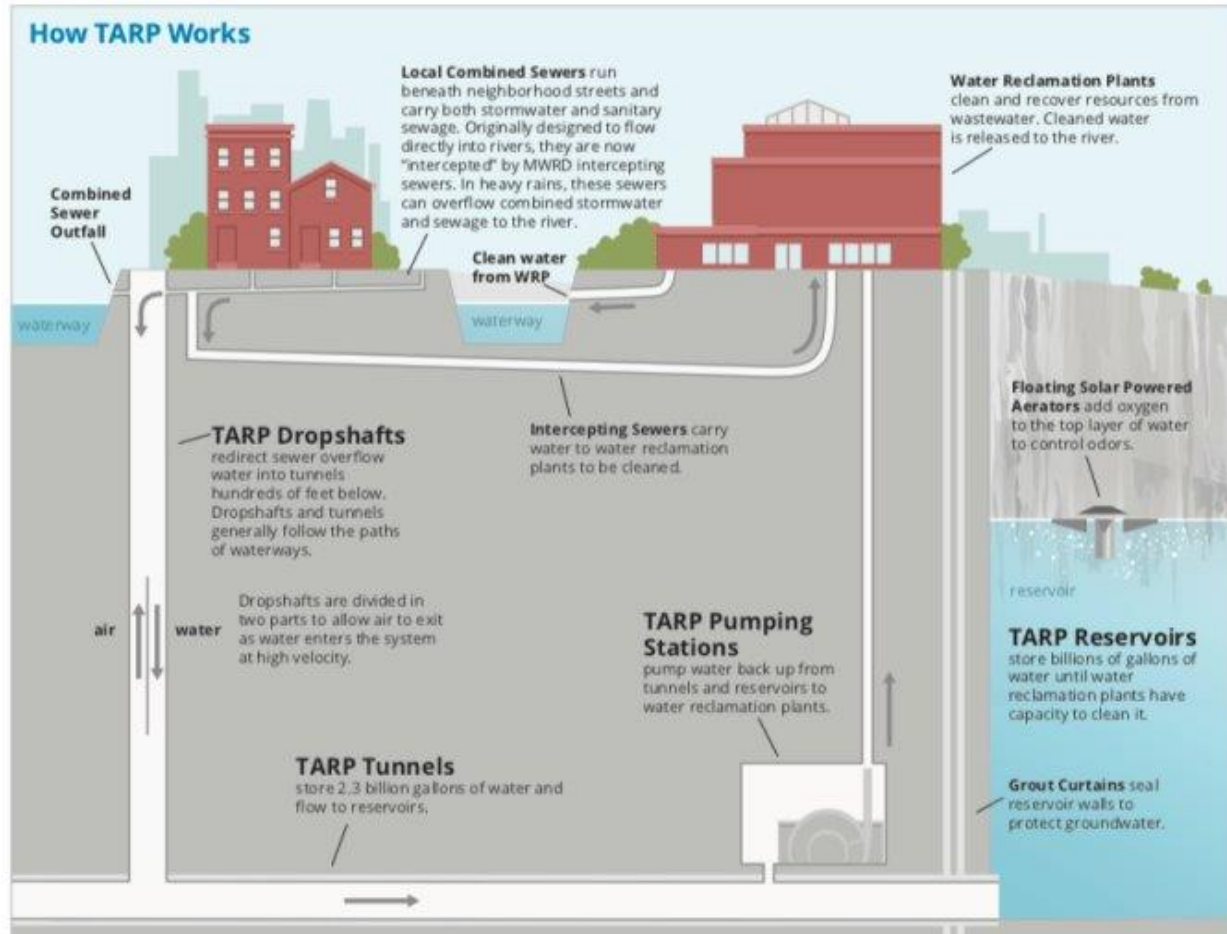 How TARP Works
Local Combined Sewers run
beneath neighborhood streets and
carry both stormwater and sanitary
sewage. Originally designed to flow
directly into rivers, they are now
"intercepted" by MWRD intercepting
sewers. In heavy rains, these sewers
can overflow combined stormwater
and sewage to the river.
Water Reclamation Plants
clean and recover resources from
wastewater. Cleaned water
is released to the river.
Combined
Sewer
Outfall
Clean water
from WRP
waterway
waterway
Floating Solar Powered
Aerators add oxygen
to the top layer of water
to control odors.
TARP Dropshafts
redirect sewer overflow
water into tunnels
hundreds of feet below.
Dropshafts and tunnels
generally follow the paths
of waterways.
Intercepting Sewers carry
water to water reclamation
plants to be cleaned.
reservoir
air
water
Dropshafts are divided in
two parts to allow air to exit
as water enters the system
at high velocity.
TARP Pumping
Stations
pump water back up from
tunnels and reservoirs to
water reclamation plants.
TARP Reservoirs
store billions of gallons of
water until water
reclamation plants have
capacity to clean it.
TARP Tunnels
store 2.3 billion gallons of water and
flow to reservoirs.
Grout Curtains seal
reservoir walls to
protect groundwater.